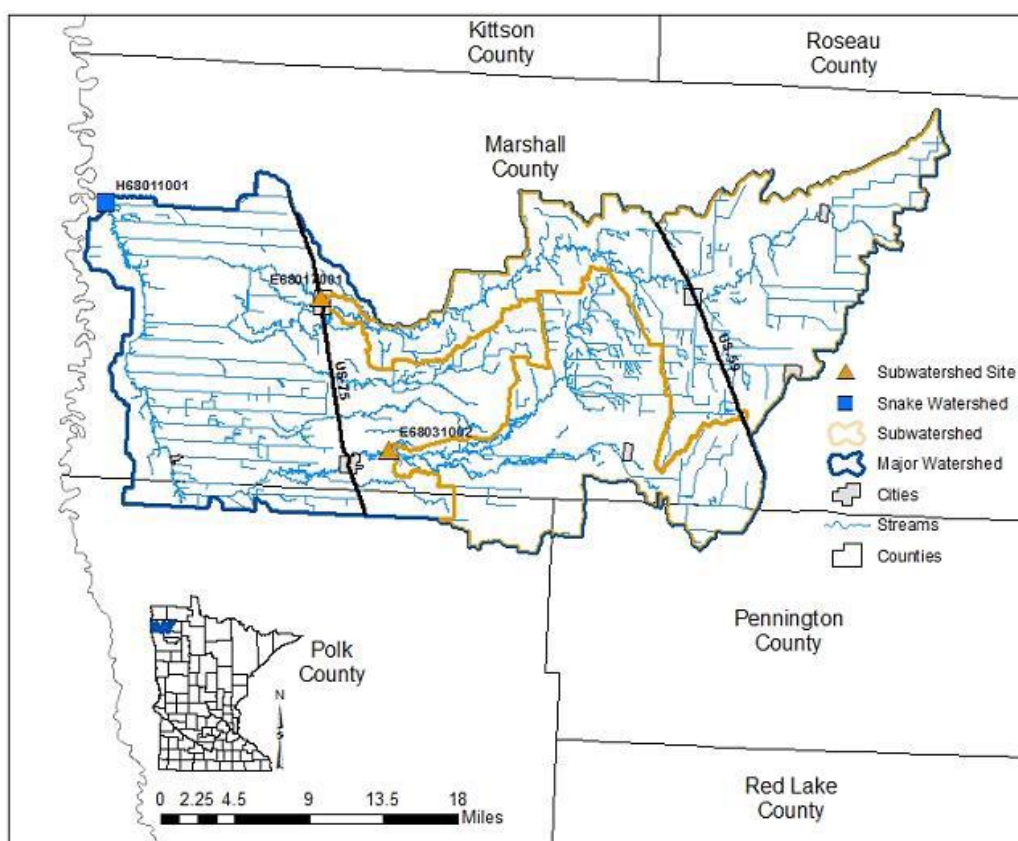 Kittson
County
Roseau
County
Marshall
County
H68011001
E68017001
US-75
US-59
E68031002
Subwatershed Site
Snake Watershed
Subwatershed
Major Watershed
Cities
Streams
Counties
Pennington
County
Polk
County
N
S
0 2.25 4.5 9 13.5 18
Miles
Red Lake
County